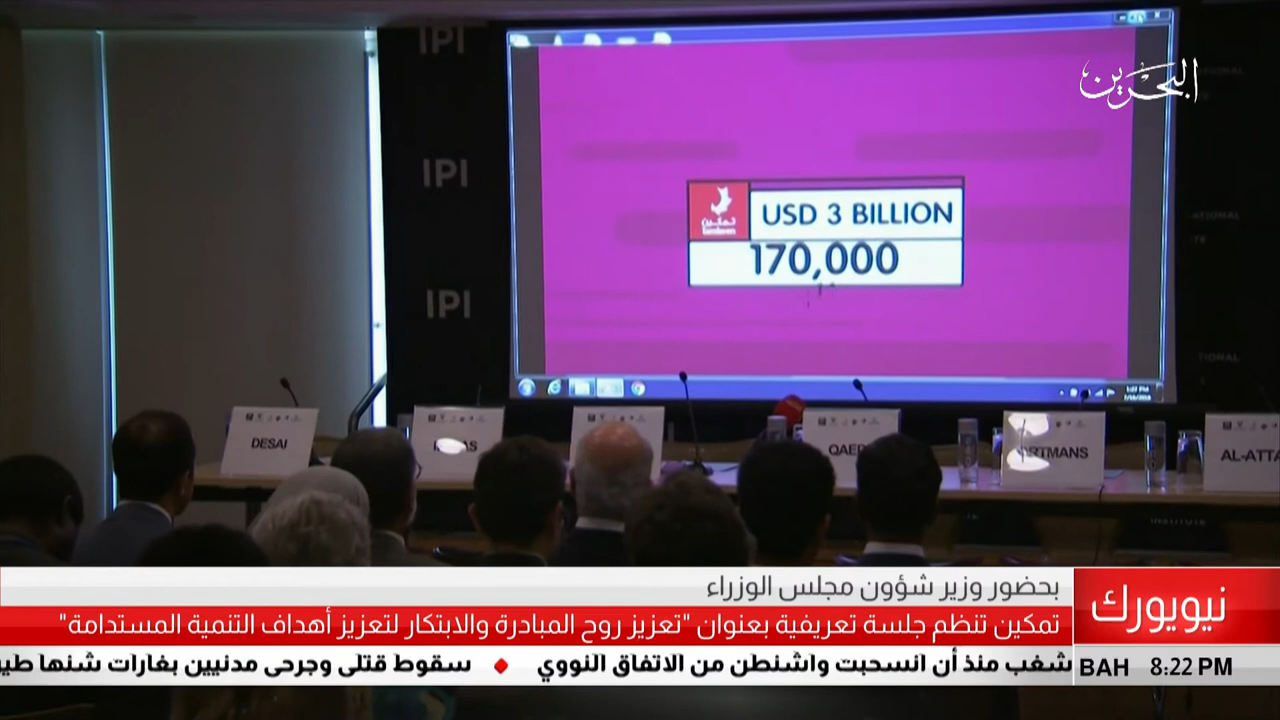 IPI
البحرين
USD 3 BILLION
تمكين
tamkeen
170,000
IPI
IPI
DESAI
QAED
RTMANS
AL-ATTA
بحضور وزير شؤون مجلس الوزراء
نيويورك
تمكين تنظم جلسة تعريفية بعنوان "تعزيز روح المبادرة والابتكار لتعزيز أهداف التنمية المستدامة"
شغب منذ أن انسحبت واشنطن من الاتفاق النووي ♦ سقوط قتلى وجرحى مدنيين بغارات شنها طير
BAH 8:22 PM